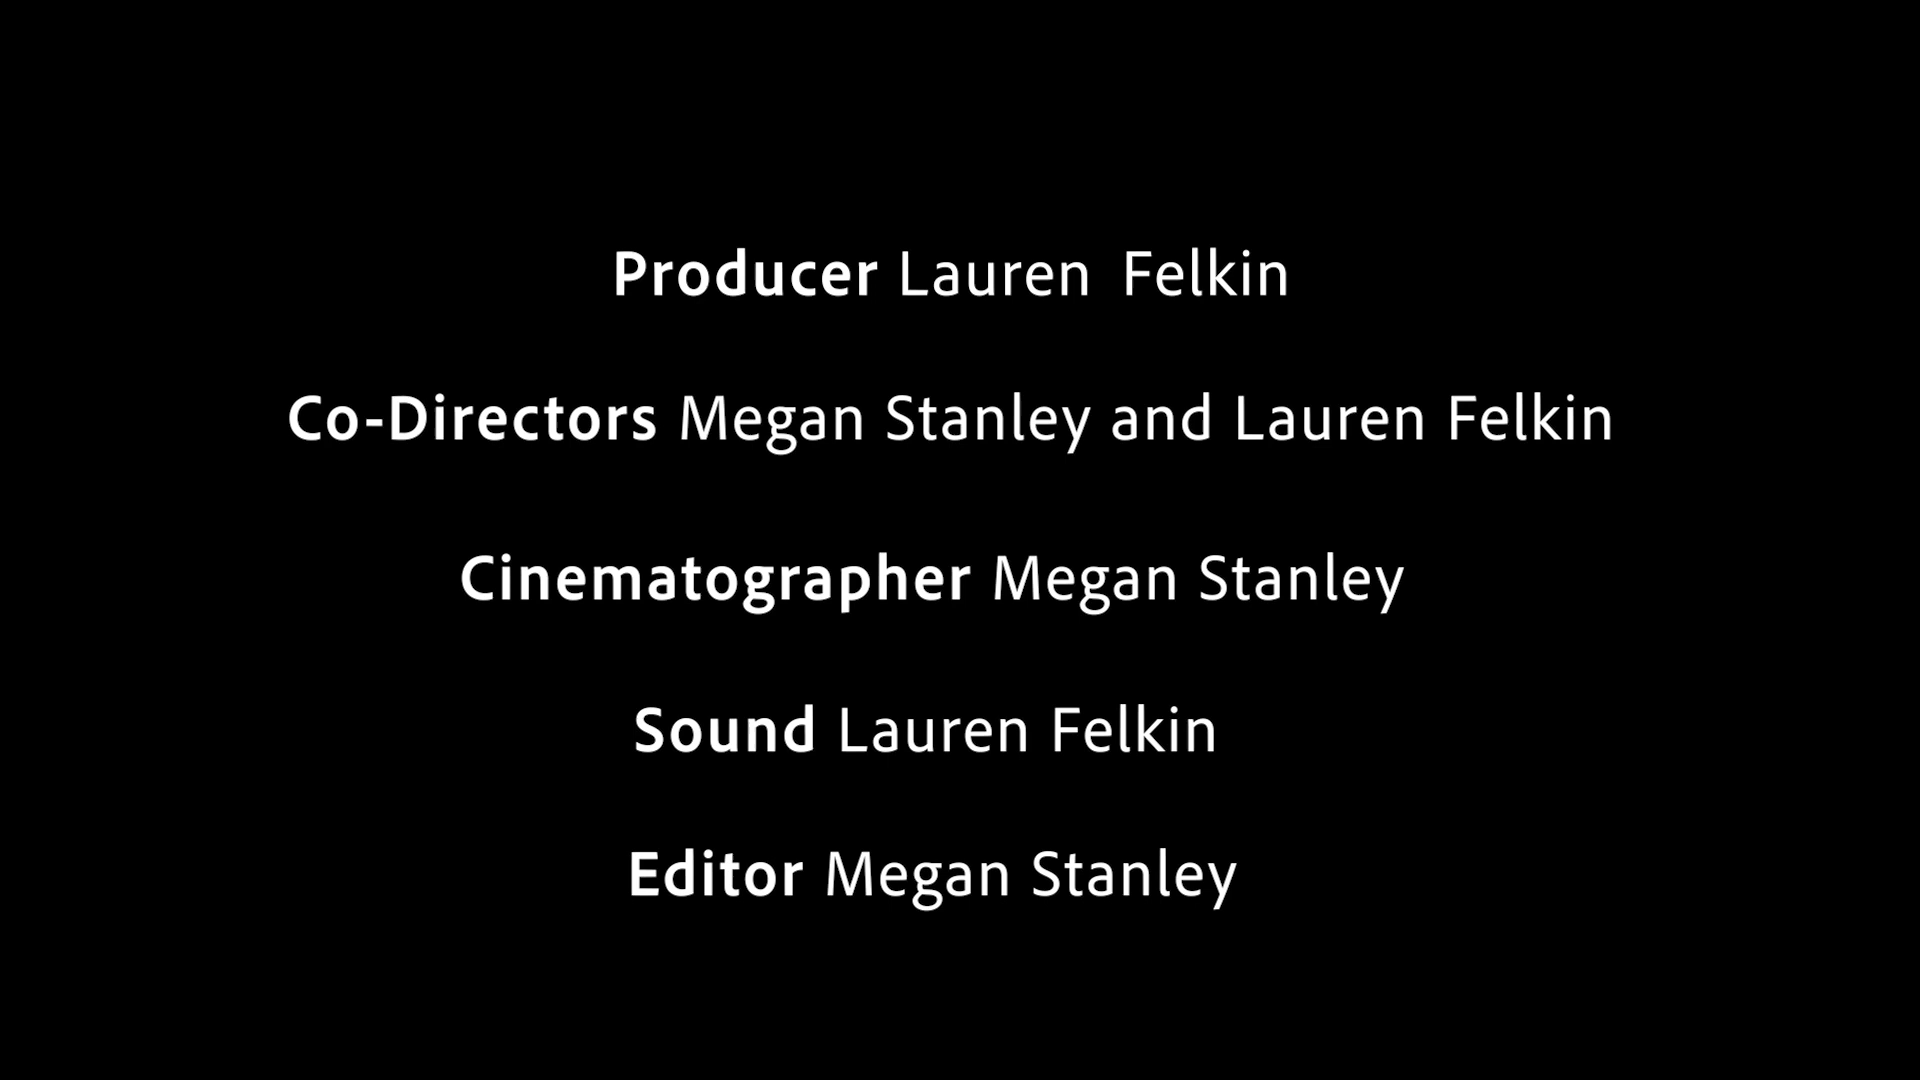 Producer Lauren Felkin
Co-Directors Megan Stanley and Lauren Felkin
Cinematographer Megan Stanley
Sound Lauren Felkin
Editor Megan Stanley